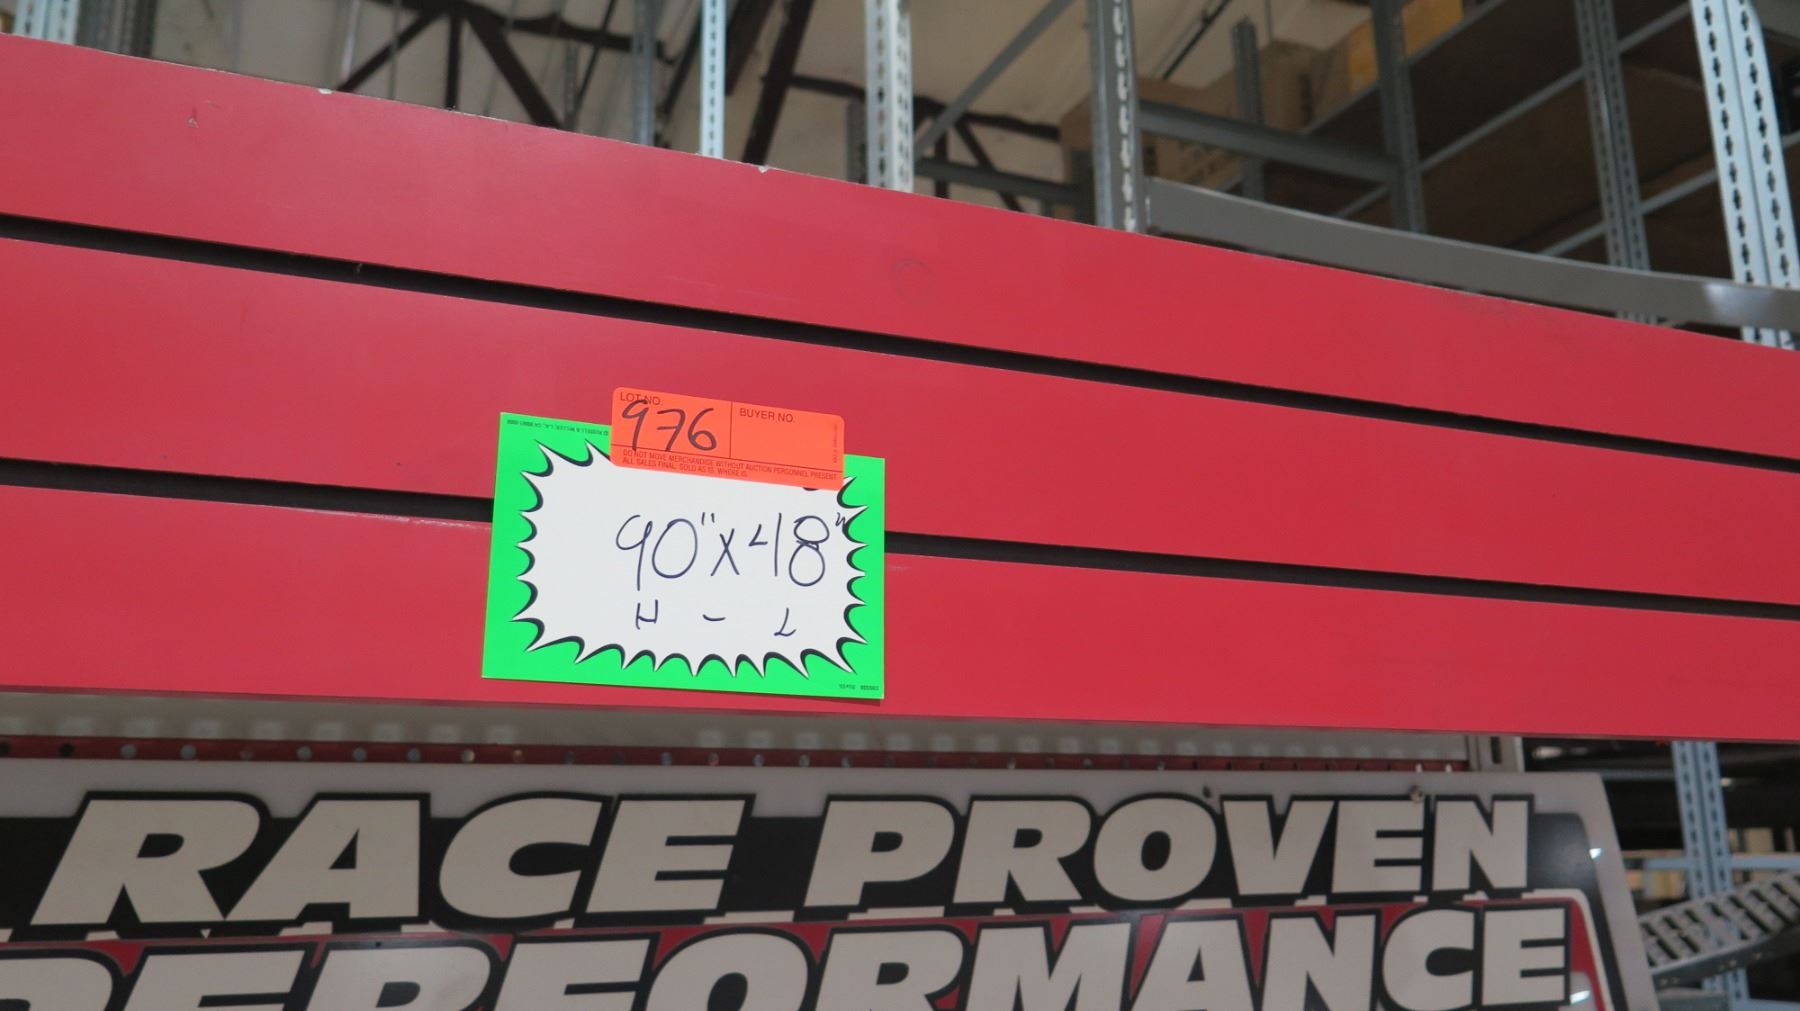 LOT NO. BUYER NO.
976
DO NOT MOVE MERCHANDISE WITHOUT AUCTION PERSONNEL PRESENT
ALL SALES FINAL. SOLD AS IS. WHERE IS.
90"x48"
H - L
RACE PROVEN
PERFORMANCE